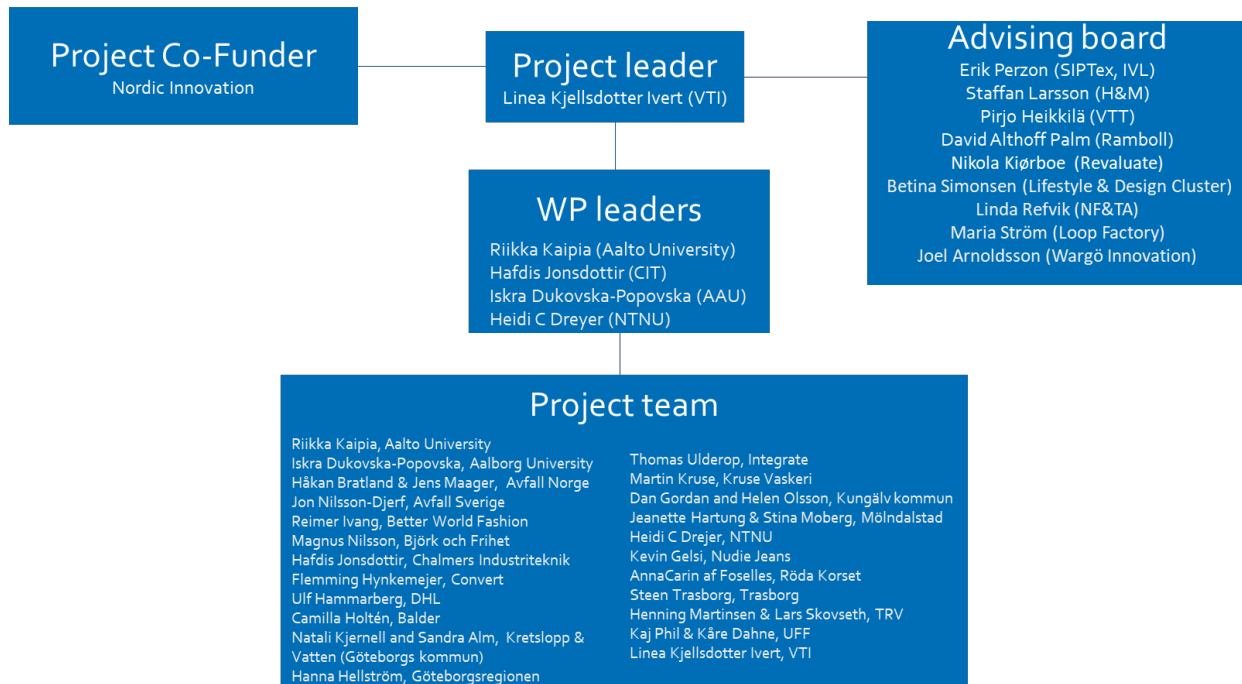 Project Co-Funder
Nordic Innovation
Project leader
Linea Kjellsdotter Ivert (VTI)
Advising board
Erik Perzon (SIPTex, IVL)
Staffan Larsson (H&M)
Pirjo Heikkilä (VTT)
David Althoff Palm (Ramboll)
Nikola Kiørboe (Revaluate)
Betina Simonsen (Lifestyle & Design Cluster)
Linda Refvik (NF&TA)
Maria Ström (Loop Factory)
Joel Arnoldsson (Wargö Innovation)
WP leaders
Riikka Kaipia (Aalto University)
Hafdis Jonsdottir (CIT)
Iskra Dukovska-Popovska (AAU)
Heidi C Dreyer (NTNU)
Project team
Riikka Kaipia, Aalto University
Iskra Dukovska-Popovska, Aalborg University
Håkan Bratland & Jens Maager, Avfall Norge
Jon Nilsson-Djerf, Avfall Sverige
Reimer Ivang, Better World Fashion
Magnus Nilsson, Björk och Frihet
Hafdis Jonsdottir, Chalmers Industriteknik
Flemming Hynkemejer, Convert
Ulf Hammarberg, DHL
Camilla Holtén, Balder
Natali Kjernell and Sandra Alm, Kretslopp &
Vatten (Göteborgs kommun)
Hanna Hellström, Göteborgsregionen
Thomas Ulderop, Integrate
Martin Kruse, Kruse Vaskeri
Dan Gordan and Helen Olsson, Kungälv kommun
Jeanette Hartung & Stina Moberg, Mölndalstad
Heidi C Drejer, NTNU
Kevin Gelsi, Nudie Jeans
AnnaCarin af Foselles, Röda Korset
Steen Trasborg, Trasborg
Henning Martinsen & Lars Skovseth, TRV
Kaj Phil & Kåre Dahne, UFF
Linea Kjellsdotter Ivert, VTI